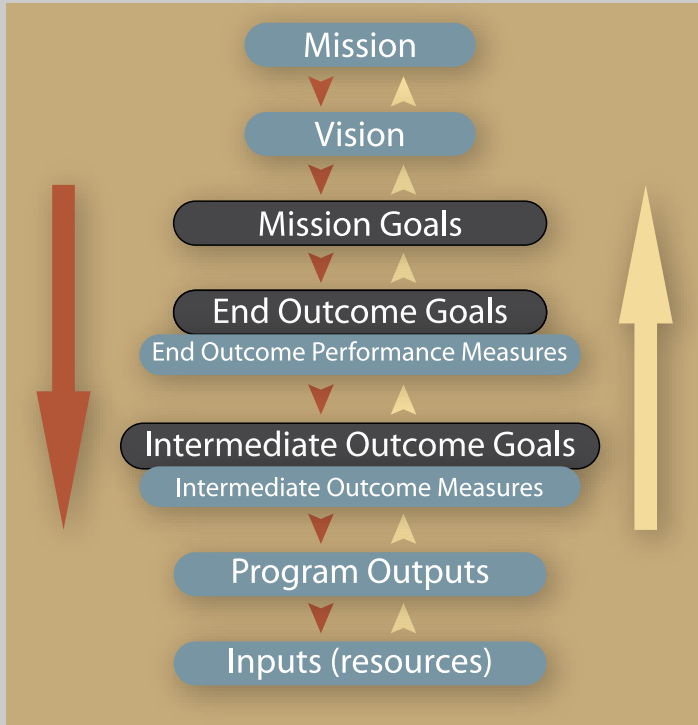 Mission
Vision
Mission Goals
End Outcome Goals
End Outcome Performance Measures
Intermediate Outcome Goals
Intermediate Outcome Measures
Program Outputs
Inputs (resources)